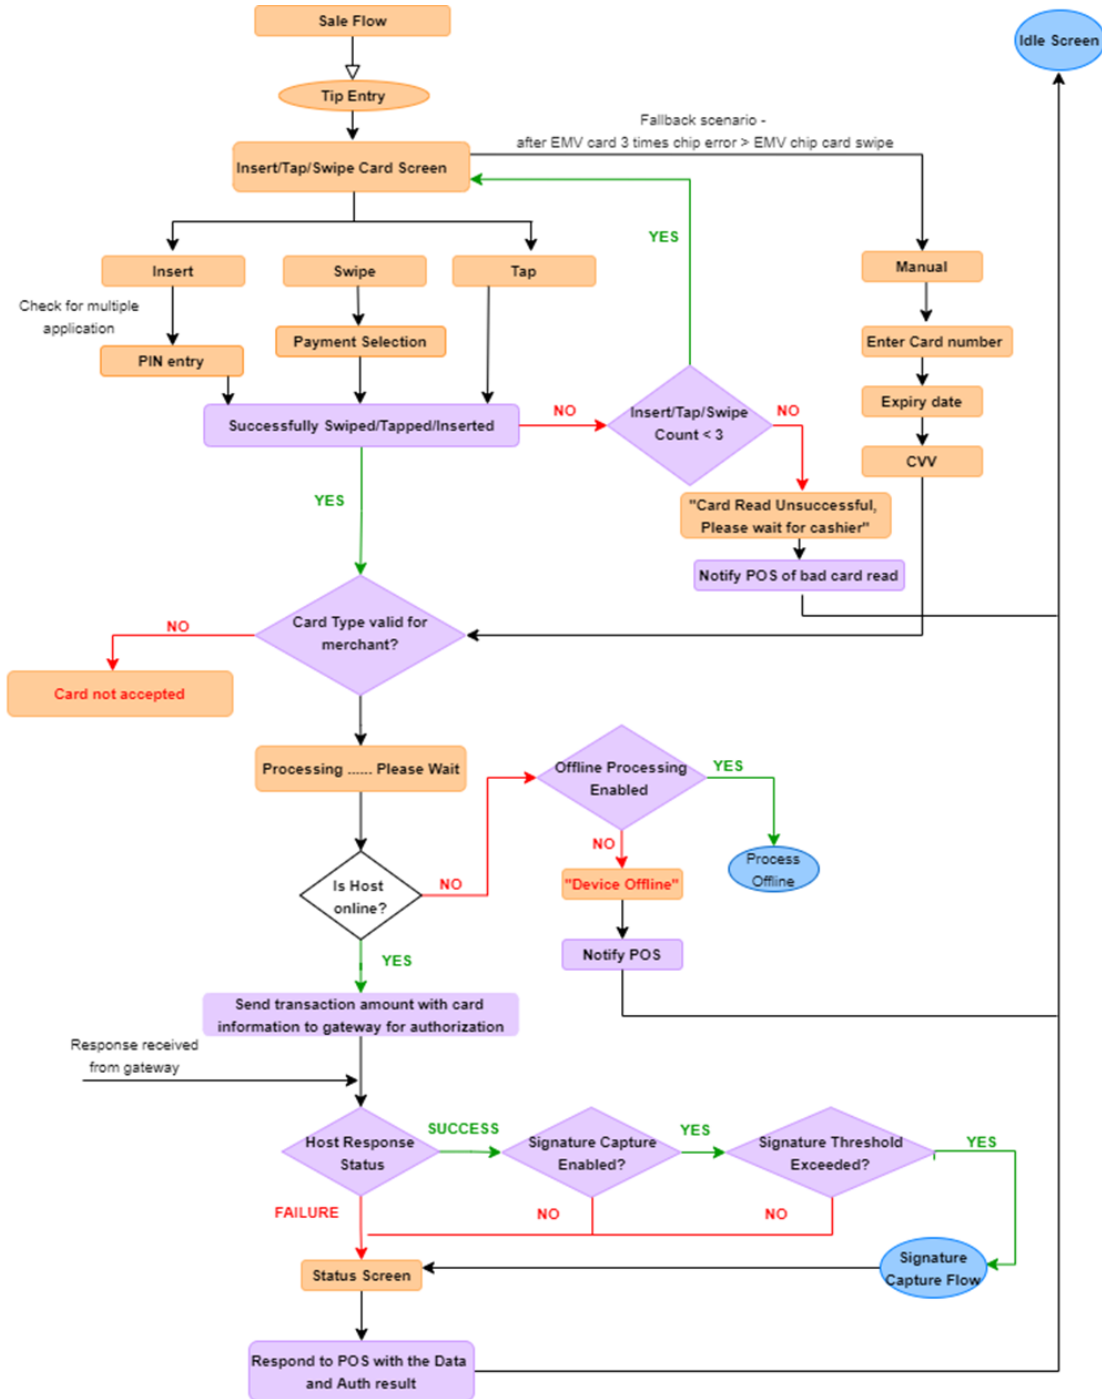 Sale Flow
Idle Screen
Tip Entry
Fallback scenario -
after EMV card 3 times chip error > EMV chip card swipe
Insert/Tap/Swipe Card Screen
YES
Insert
Swipe
Tap
Manual
Check for multiple
application
Payment Selection
Enter Card number
PIN entry
Expiry date
Successfully Swiped/Tapped/Inserted
NO
Insert/Tap/Swipe
Count < 3
NO
CVV
YES
"Card Read Unsuccessful,
Please wait for cashier"
Notify POS of bad card read
Card Type valid for
merchant?
NO
Card not accepted
Processing ...... Please Wait
Offline Processing
Enabled
YES
NO
Process
Offline
Is Host
online?
NO
"Device Offline"
YES
Notify POS
Send transaction amount with card
information to gateway for authorization
Response received
from gateway
Host Response
Status
SUCCESS
Signature Capture
Enabled?
YES
Signature Threshold
Exceeded?
YES
FAILURE
NO
NO
Status Screen
Signature
Capture Flow
Respond to POS with the Data
and Auth result